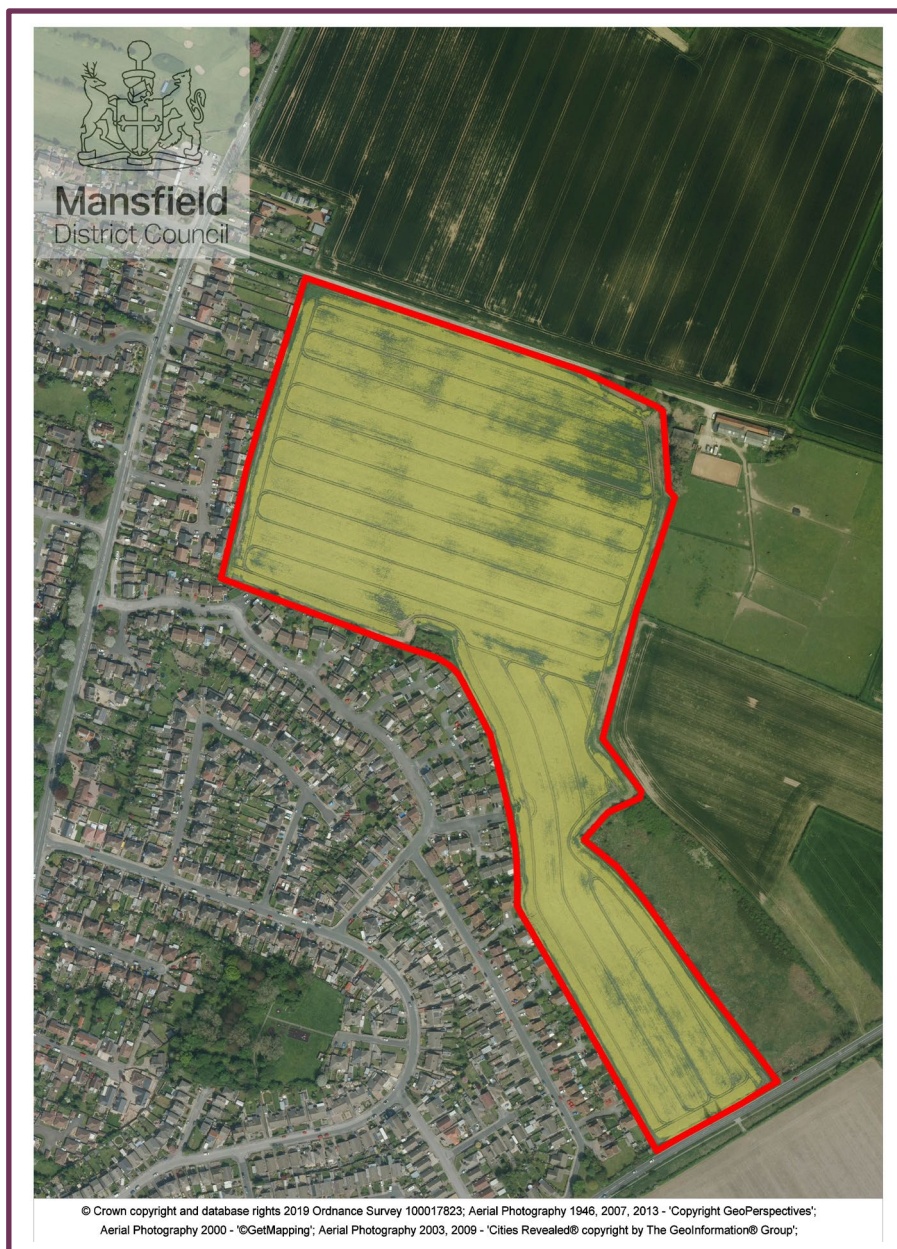 Mansfield
District Council
© Crown copyright and database rights 2019 Ordnance Survey 100017823; Aerial Photography 1946, 2007, 2013 - 'Copyright GeoPerspectives';
Aerial Photography 2000 - '©GetMapping'; Aerial Photography 2003, 2009 - 'Cities Revealed® copyright by The GeoInformation® Group';